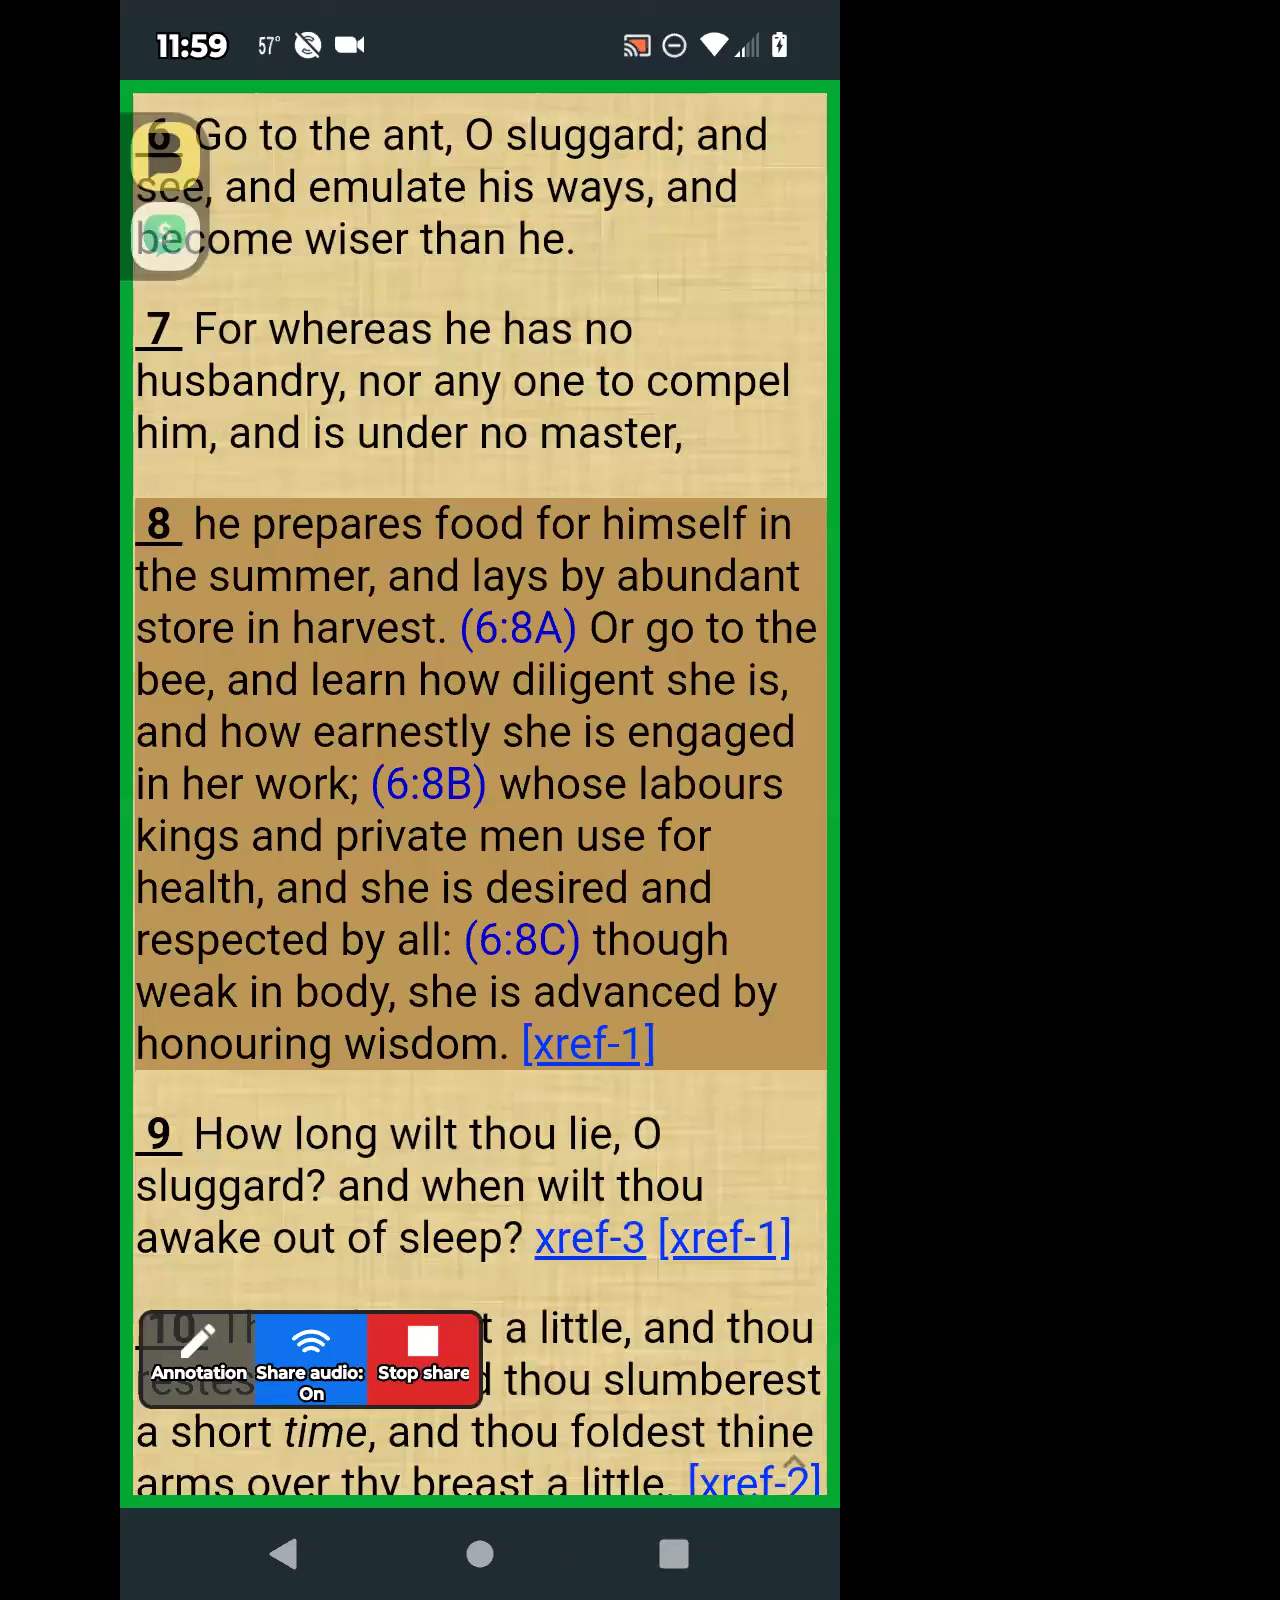 11:59 57°
6 Go to the ant, O sluggard; and
see, and emulate his ways, and
become wiser than he.
7 For whereas he has no
husbandry, nor any one to compel
him, and is under no master,
8 he prepares food for himself in
the summer, and lays by abundant
store in harvest. (6:8A) Or go to the
bee, and learn how diligent she is,
and how earnestly she is engaged
in her work; (6:8B) whose labours
kings and private men use for
health, and she is desired and
respected by all: (6:8C) though
weak in body, she is advanced by
honouring wisdom. [xref-1]
9 How long wilt thou lie, O
sluggard? and when wilt thou
awake out of sleep? xref-3 [xref-1]
10 a little, and thou
thou slumberest
Annotation Share audio: On Stop share
a short time, and thou foldest thine
arms over thy breast a little. [xref-2]